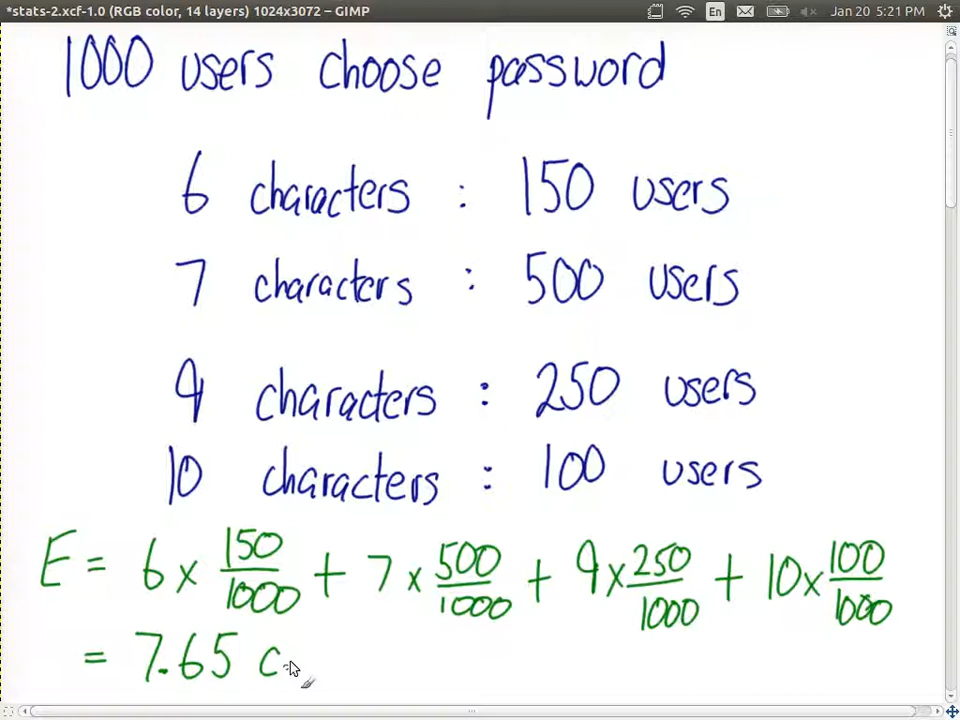 *stats-2.xcf-1.0 (RGB color, 14 layers) 1024x3072 – GIMP En Jan 20 5:21 PM
1000 users choose password
6 characters : 150 users
7 characters : 500 users
9 characters : 250 users
10 characters : 100 users
E = 6 × 150/1000 + 7 × 500/1000 + 9 × 250/1000 + 10 × 100/1000
= 7.65 c